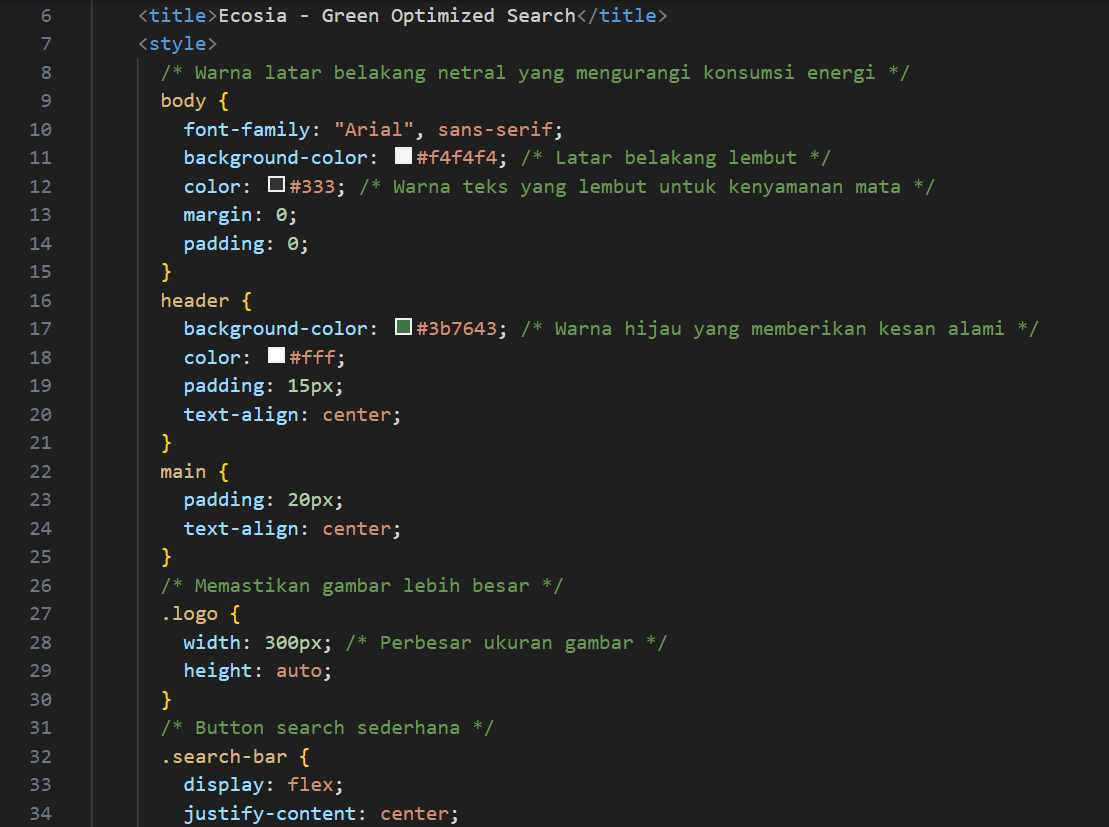 6 <title>Ecosia - Green Optimized Search</title>
7 <style>
8 /* Warna latar belakang netral yang mengurangi konsumsi energi */
9 body {
10 font-family: "Arial", sans-serif;
11 background-color: #f4f4f4; /* Latar belakang lembut */
12 color: #333; /* Warna teks yang lembut untuk kenyamanan mata */
13 margin: 0;
14 padding: 0;
15 }
16 header {
17 background-color: #3b7643; /* Warna hijau yang memberikan kesan alami */
18 color: #fff;
19 padding: 15px;
20 text-align: center;
21 }
22 main {
23 padding: 20px;
24 text-align: center;
25 }
26 /* Memastikan gambar lebih besar */
27 .logo {
28 width: 300px; /* Perbesar ukuran gambar */
29 height: auto;
30 }
31 /* Button search sederhana */
32 .search-bar {
33 display: flex;
34 justify-content: center;